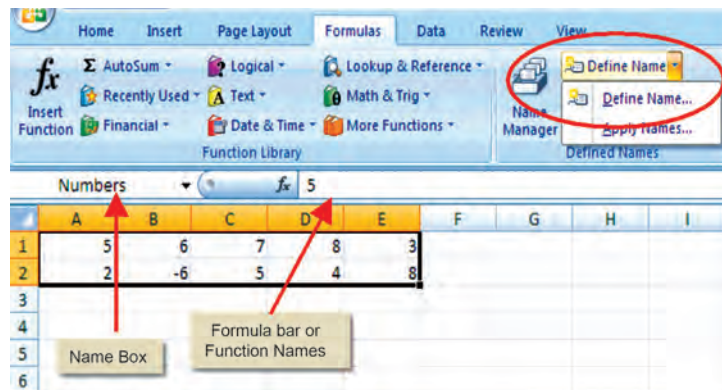 Home Insert Page Layout Formulas Data Review View
fx Σ AutoSum Logical Lookup & Reference Define Name
Recently Used A Text θ Math & Trig Define Name...
Insert Function Financial Date & Time More Functions Name Manager Apply Names...
Function Library Defined Names
Numbers fx 5
A B C D E F G H I
1 5 6 7 8 3
2 2 -6 5 4 8
3
4
5
6
Name Box
Formula bar or
Function Names